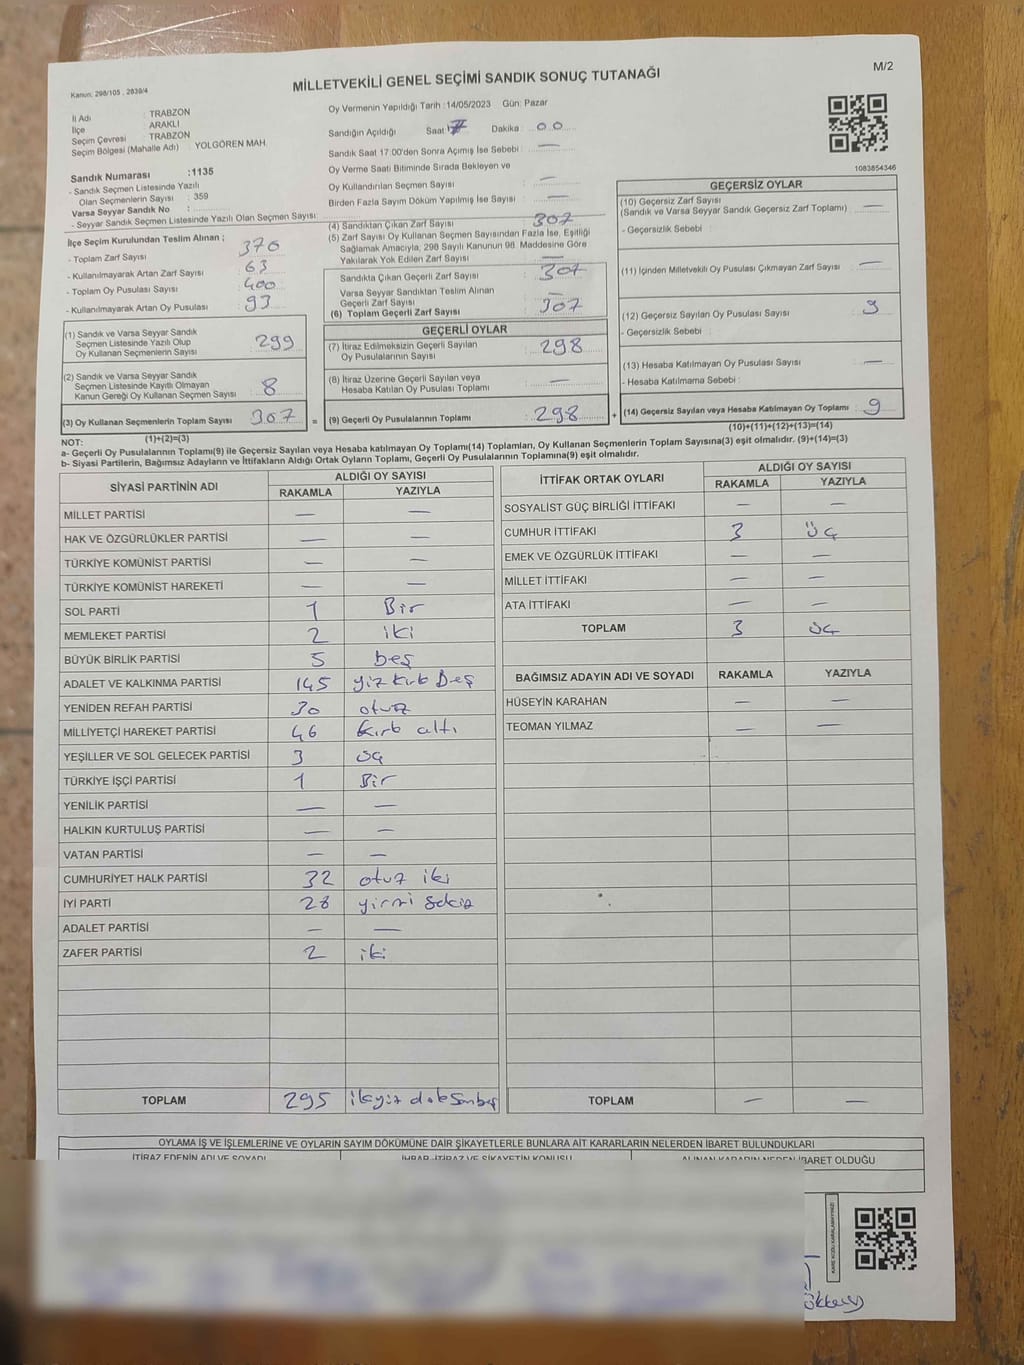 Kanun: 298/105 , 2839/4
MİLLETVEKİLİ GENEL SEÇİMİ SANDIK SONUÇ TUTANAĞI
M/2
İl Adı : TRABZON
İlçe : ARAKLI
Seçim Çevresi : TRABZON
Seçim Bölgesi (Mahalle Adı) : YOLGÖREN MAH.
Oy Vermenin Yapıldığı Tarih :14/05/2023 Gün: Pazar
Sandığın Açıldığı Saat 17 Dakika : 00
Sandık Saat 17:00'den Sonra Açımış İse Sebebi : —
Oy Verme Saati Bitiminde Sırada Bekleyen ve
Oy Kullandırılan Seçmen Sayısı : —
Birden Fazla Sayım Döküm Yapılmış İse Sayısı : —
1083854346
Sandık Numarası :1135
- Sandık Seçmen Listesinde Yazılı
Olan Seçmenlerin Sayısı : 359
Varsa Seyyar Sandık No :
- Seyyar Sandık Seçmen Listesinde Yazılı Olan Seçmen Sayısı:
İlçe Seçim Kurulundan Teslim Alınan ;
- Toplam Zarf Sayısı : 370
- Kullanılmayarak Artan Zarf Sayısı : 63
- Toplam Oy Pusulası Sayısı : 400
- Kullanılmayarak Artan Oy Pusulası : 93
(1) Sandık ve Varsa Seyyar Sandık
Seçmen Listesinde Yazılı Olup
Oy Kullanan Seçmenlerin Sayısı : 299
(2) Sandık ve Varsa Seyyar Sandık
Seçmen Listesinde Kayıtlı Olmayan
Kanun Gereği Oy Kullanan Seçmen Sayısı : 8
(3) Oy Kullanan Seçmenlerin Toplam Sayısı : 307
(1)+(2)=(3)
(4) Sandıktan Çıkan Zarf Sayısı : 307
(5) Zarf Sayısı Oy Kullanan Seçmen Sayısından Fazla İse, Eşitliği
Sağlamak Amacıyla, 298 Sayılı Kanunun 98. Maddesine Göre
Yakılarak Yok Edilen Zarf Sayısı : —
Sandıkta Çıkan Geçerli Zarf Sayısı : 307
Varsa Seyyar Sandıktan Teslim Alınan
Geçerli Zarf Sayısı : —
(6) Toplam Geçerli Zarf Sayısı : 307
GEÇERLİ OYLAR
(7) İtiraz Edilmeksizin Geçerli Sayılan
Oy Pusulalarının Sayısı : 298
(8) İtiraz Üzerine Geçerli Sayılan veya
Hesaba Katılan Oy Pusulası Toplamı : —
= (9) Geçerli Oy Pusulalarının Toplamı : 298 +
GEÇERSİZ OYLAR
(10) Geçersiz Zarf Sayısı
(Sandık ve Varsa Seyyar Sandık Geçersiz Zarf Toplamı) : —
- Geçersizlik Sebebi :
(11) İçinden Milletvekili Oy Pusulası Çıkmayan Zarf Sayısı : —
(12) Geçersiz Sayılan Oy Pusulası Sayısı : 9
- Geçersizlik Sebebi :
(13) Hesaba Katılmayan Oy Pusulası Sayısı : —
- Hesaba Katılmama Sebebi :
(14) Geçersiz Sayılan veya Hesaba Katılmayan Oy Toplamı : 9
(10)+(11)+(12)+(13)=(14)
NOT:
a- Geçerli Oy Pusulalarının Toplamı(9) ile Geçersiz Sayılan veya Hesaba katılmayan Oy Toplamı(14) Toplamları, Oy Kullanan Seçmenlerin Toplam Sayısına(3) eşit olmalıdır. (9)+(14)=(3)
b- Siyasi Partilerin, Bağımsız Adayların ve İttifakların Aldığı Ortak Oyların Toplamı, Geçerli Oy Pusulalarının Toplamına(9) eşit olmalıdır.
SİYASİ PARTİNİN ADI ALDIĞI OY SAYISI
RAKAMLA YAZIYLA
MİLLET PARTİSİ — —
HAK VE ÖZGÜRLÜKLER PARTİSİ — —
TÜRKİYE KOMÜNİST PARTİSİ — —
TÜRKİYE KOMÜNİST HAREKETİ — —
SOL PARTİ 1 Bir
MEMLEKET PARTİSİ 2 iki
BÜYÜK BİRLİK PARTİSİ 5 beş
ADALET VE KALKINMA PARTİSİ 145 yüz kırk Beş
YENİDEN REFAH PARTİSİ 30 otuz
MİLLİYETÇİ HAREKET PARTİSİ 46 kırk altı
YEŞİLLER VE SOL GELECEK PARTİSİ 3 üç
TÜRKİYE İŞÇİ PARTİSİ 1 Bir
YENİLİK PARTİSİ — —
HALKIN KURTULUŞ PARTİSİ — —
VATAN PARTİSİ — —
CUMHURİYET HALK PARTİSİ 32 otuz iki
İYİ PARTİ 28 yirmi sekiz
ADALET PARTİSİ — —
ZAFER PARTİSİ 2 iki
TOPLAM 295 ikiyüz doksanbeş
İTTİFAK ORTAK OYLARI ALDIĞI OY SAYISI
RAKAMLA YAZIYLA
SOSYALİST GÜÇ BİRLİĞİ İTTİFAKI — —
CUMHUR İTTİFAKI 3 üç
EMEK VE ÖZGÜRLÜK İTTİFAKI — —
MİLLET İTTİFAKI — —
ATA İTTİFAKI — —
TOPLAM 3 üç
BAĞIMSIZ ADAYIN ADI VE SOYADI RAKAMLA YAZIYLA
HÜSEYİN KARAHAN — —
TEOMAN YILMAZ — —
TOPLAM — —
OYLAMA İŞ VE İŞLEMLERİNE VE OYLARIN SAYIM DÖKÜMÜNE DAİR ŞİKAYETLERLE BUNLARA AİT KARARLARIN NELERDEN İBARET BULUNDUKLARI
İTİRAZ EDENİN ADI VE SOYADI İHBAR-İTİRAZ VE ŞİKAYETİN KONUSU ALINAN KARARIN NEDEN İBARET OLDUĞU
KARE KODU KARALAMAYINIZ!